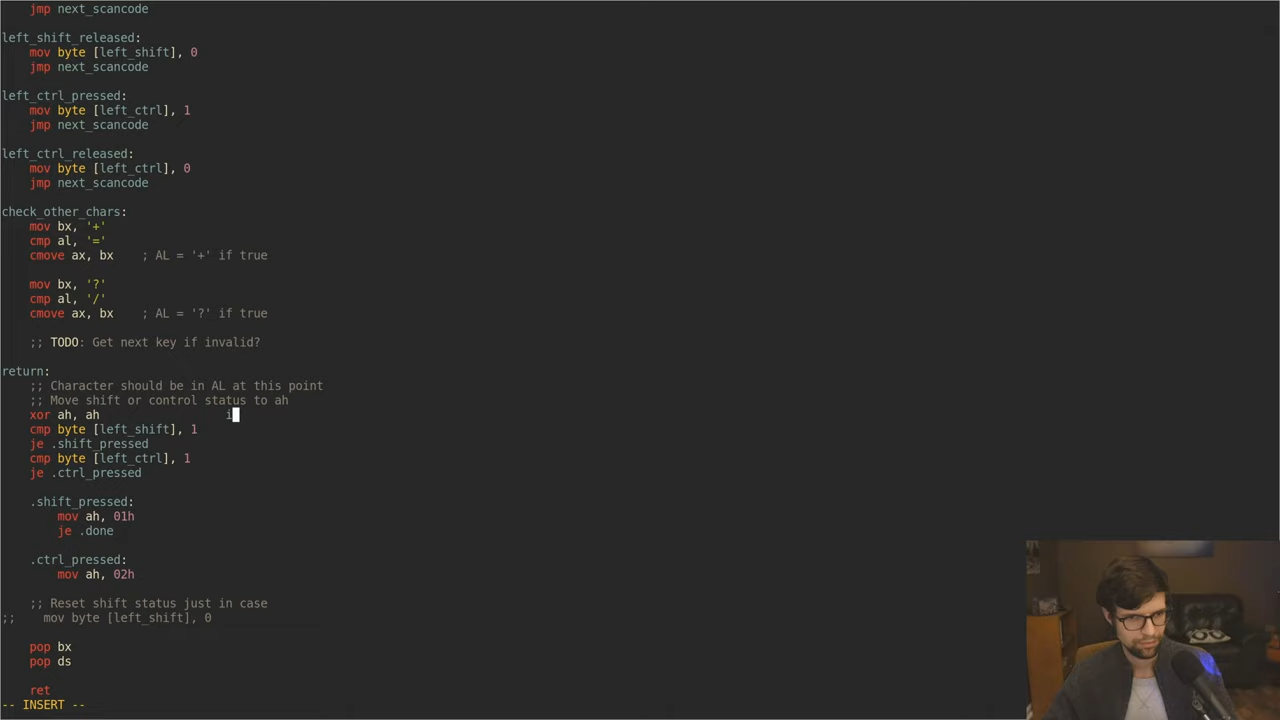 jmp next_scancode
left_shift_released:
mov byte [left_shift], 0
jmp next_scancode
left_ctrl_pressed:
mov byte [left_ctrl], 1
jmp next_scancode
left_ctrl_released:
mov byte [left_ctrl], 0
jmp next_scancode
check_other_chars:
mov bx, '+'
cmp al, '='
cmove ax, bx    ; AL = '+' if true
mov bx, '?'
cmp al, '/'
cmove ax, bx    ; AL = '?' if true
;; TODO: Get next key if invalid?
return:
;; Character should be in AL at this point
;; Move shift or control status to ah
xor ah, ah                  i
cmp byte [left_shift], 1
je .shift_pressed
cmp byte [left_ctrl], 1
je .ctrl_pressed
.shift_pressed:
mov ah, 01h
je .done
.ctrl_pressed:
mov ah, 02h
;; Reset shift status just in case
;;    mov byte [left_shift], 0
pop bx
pop ds
ret
-- INSERT --